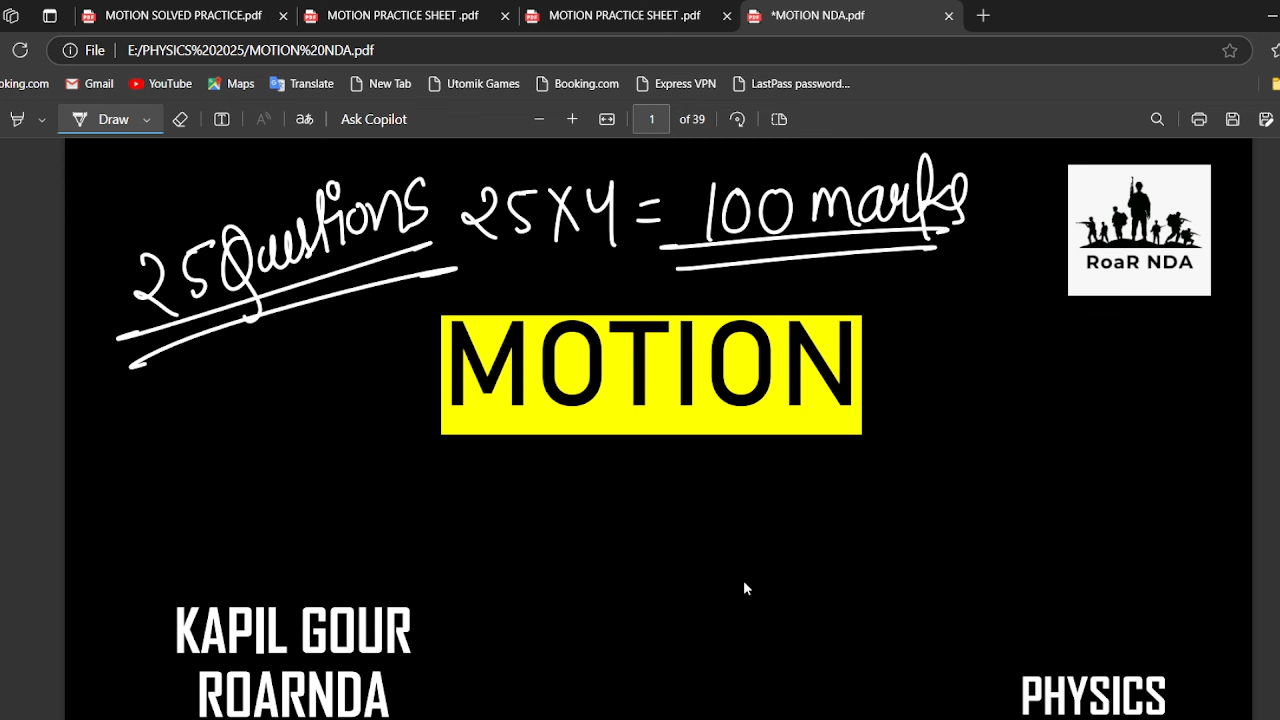 MOTION SOLVED PRACTICE.pdf MOTION PRACTICE SHEET .pdf MOTION PRACTICE SHEET .pdf *MOTION NDA.pdf
File E:/PHYSICS%202025/MOTION%20NDA.pdf
oking.com Gmail YouTube Maps Translate New Tab Utomik Games Booking.com Express VPN LastPass password...
Draw Ask Copilot 1 of 39
25 Questions 25 X 4 = 100 marks
RoaR NDA
MOTION
KAPIL GOUR
ROARNDA
PHYSICS